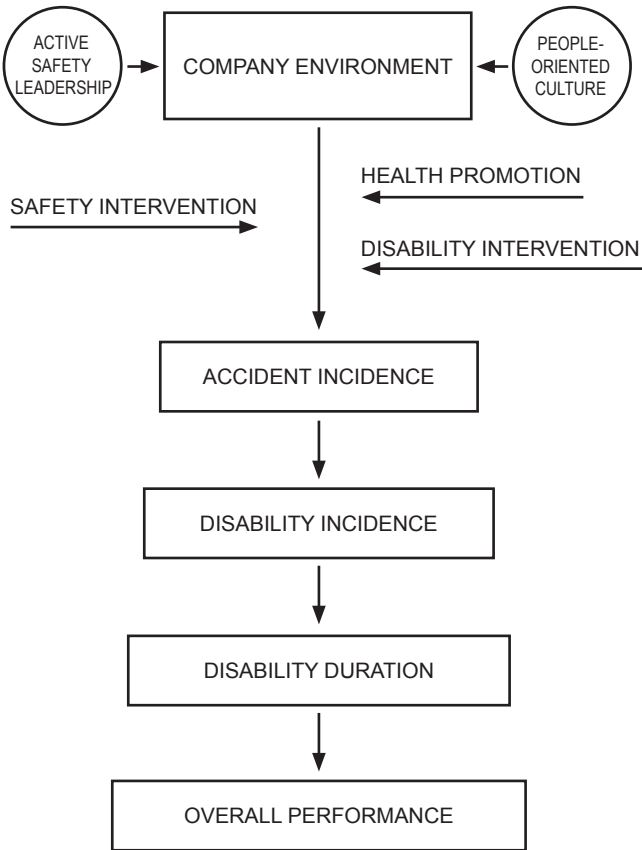 ACTIVE
SAFETY
LEADERSHIP
COMPANY ENVIRONMENT
PEOPLE-
ORIENTED
CULTURE
HEALTH PROMOTION
SAFETY INTERVENTION
DISABILITY INTERVENTION
ACCIDENT INCIDENCE
DISABILITY INCIDENCE
DISABILITY DURATION
OVERALL PERFORMANCE